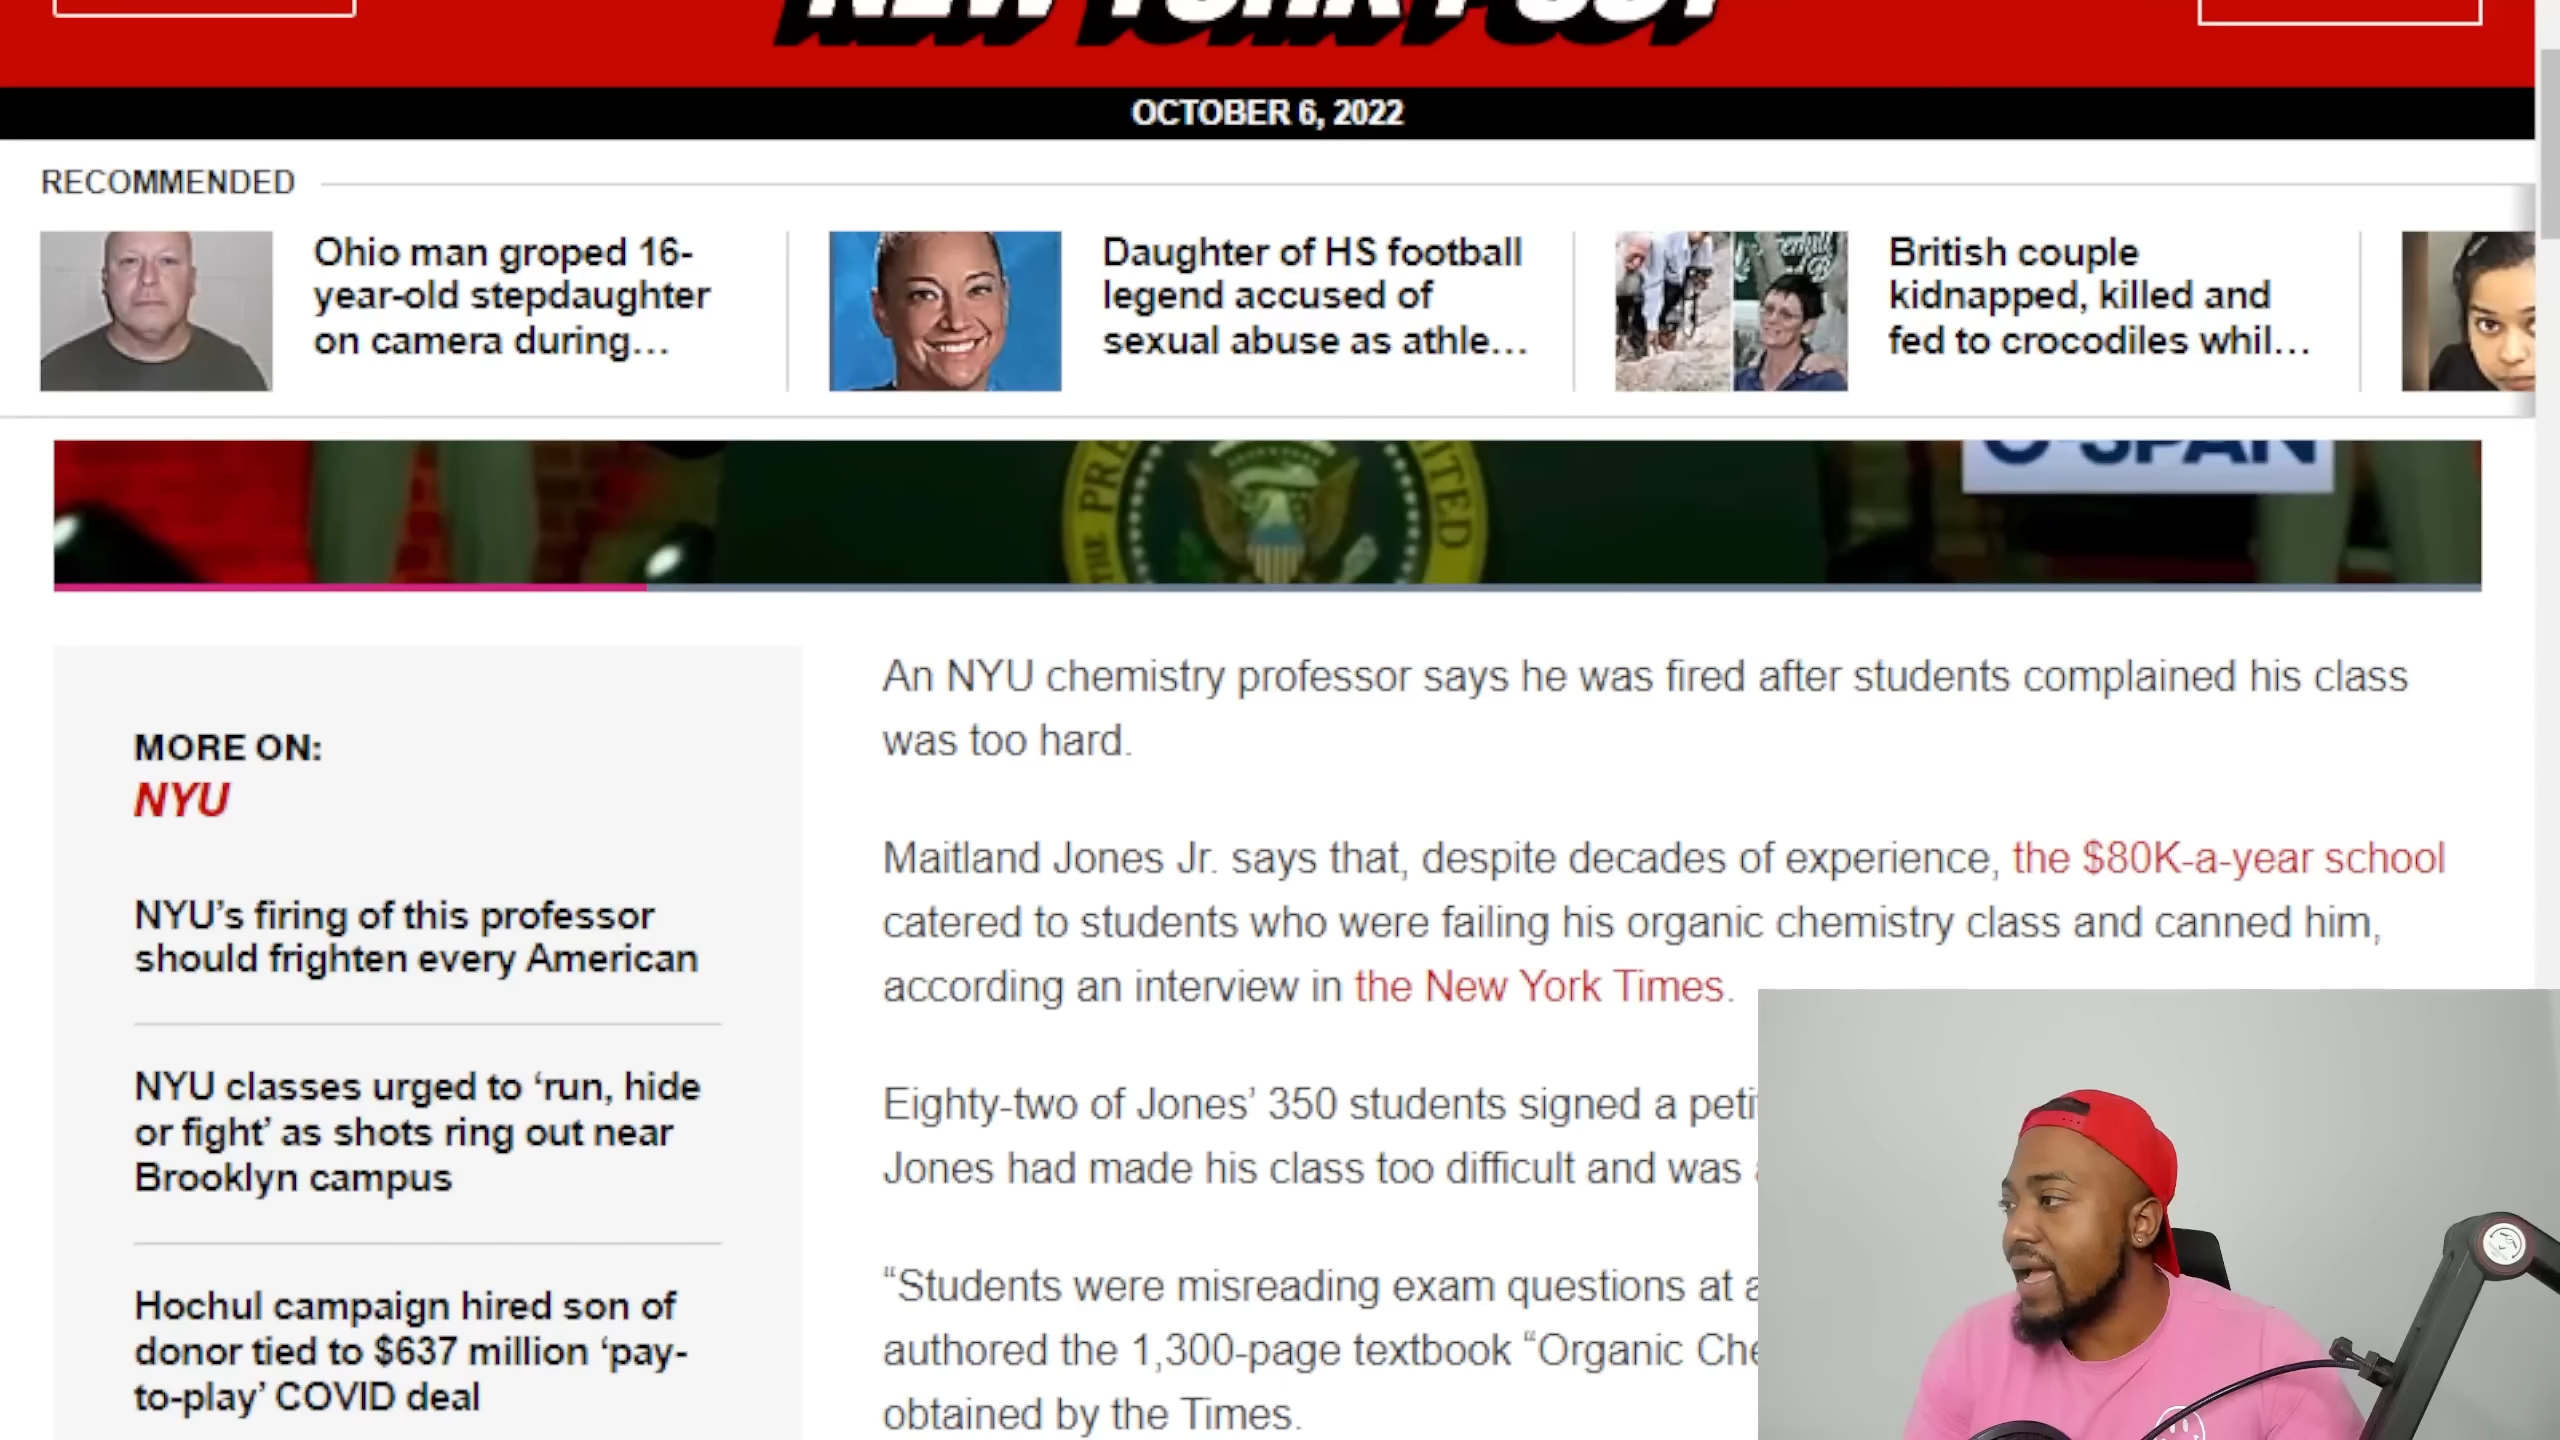 NEW YORK POST
OCTOBER 6, 2022
RECOMMENDED
Ohio man groped 16-
year-old stepdaughter
on camera during...
Daughter of HS football
legend accused of
sexual abuse as athle...
British couple
kidnapped, killed and
fed to crocodiles whil...
THE PRE
ITED
C-SPAN
MORE ON:
NYU
NYU’s firing of this professor
should frighten every American
NYU classes urged to ‘run, hide
or fight’ as shots ring out near
Brooklyn campus
Hochul campaign hired son of
donor tied to $637 million ‘pay-
to-play’ COVID deal
An NYU chemistry professor says he was fired after students complained his class
was too hard.
Maitland Jones Jr. says that, despite decades of experience, the $80K-a-year school
catered to students who were failing his organic chemistry class and canned him,
according an interview in the New York Times.
Eighty-two of Jones’ 350 students signed a peti
Jones had made his class too difficult and was
“Students were misreading exam questions at a
authored the 1,300-page textbook “Organic Che
obtained by the Times.